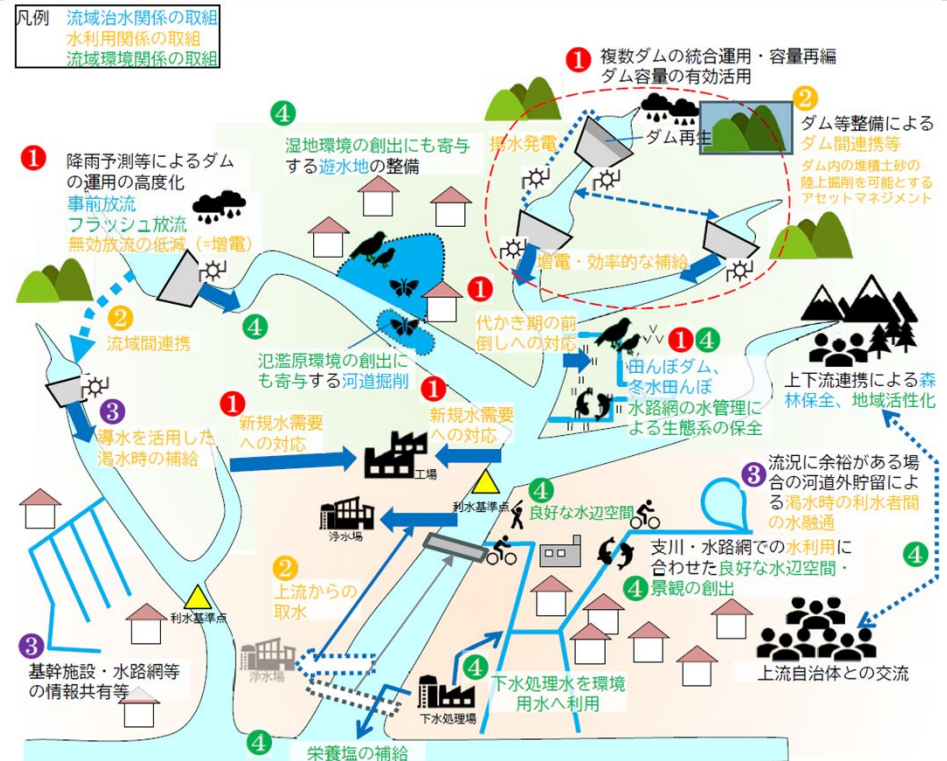 凡例 流域治水関係の取組
水利用関係の取組
流域環境関係の取組
❶ 複数ダムの統合運用・容量再編
ダム容量の有効活用
揚水発電
ダム再生
❷
ダム等整備による
ダム間連携等
ダム内の堆積土砂の
陸上掘削を可能とする
アセットマネジメント
増電・効率的な補給
❹
湿地環境の創出にも寄与
する遊水地の整備
❶ 降雨予測等によるダム
の運用の高度化
事前放流
フラッシュ放流
無効放流の低減（=増電）
❷
流域間連携
❹
氾濫原環境の創出に
も寄与する河道掘削
❶
代かき期の前
倒しへの対応
❶❹
田んぼダム、
冬水田んぼ
水路網の水管理
による生態系の保全
上下流連携による森
林保全、地域活性化
❸
導水を活用した
渇水時の補給
❶
新規水需要
への対応
❶
新規水需要
への対応
工場
利水基準点
浄水場
❹
良好な水辺空間
❸
流況に余裕がある場
合の河道外貯留によ
る渇水時の利水者間
の水融通
支川・水路網での水利用に
合わせた良好な水辺空間・
❹ 景観の創出
❹
❷
上流からの
取水
利水基準点
❸
基幹施設・水路網等
の情報共有等
浄水場
❹
下水処理水を環境
用水へ利用
下水処理場
❹
栄養塩の補給
上流自治体との交流